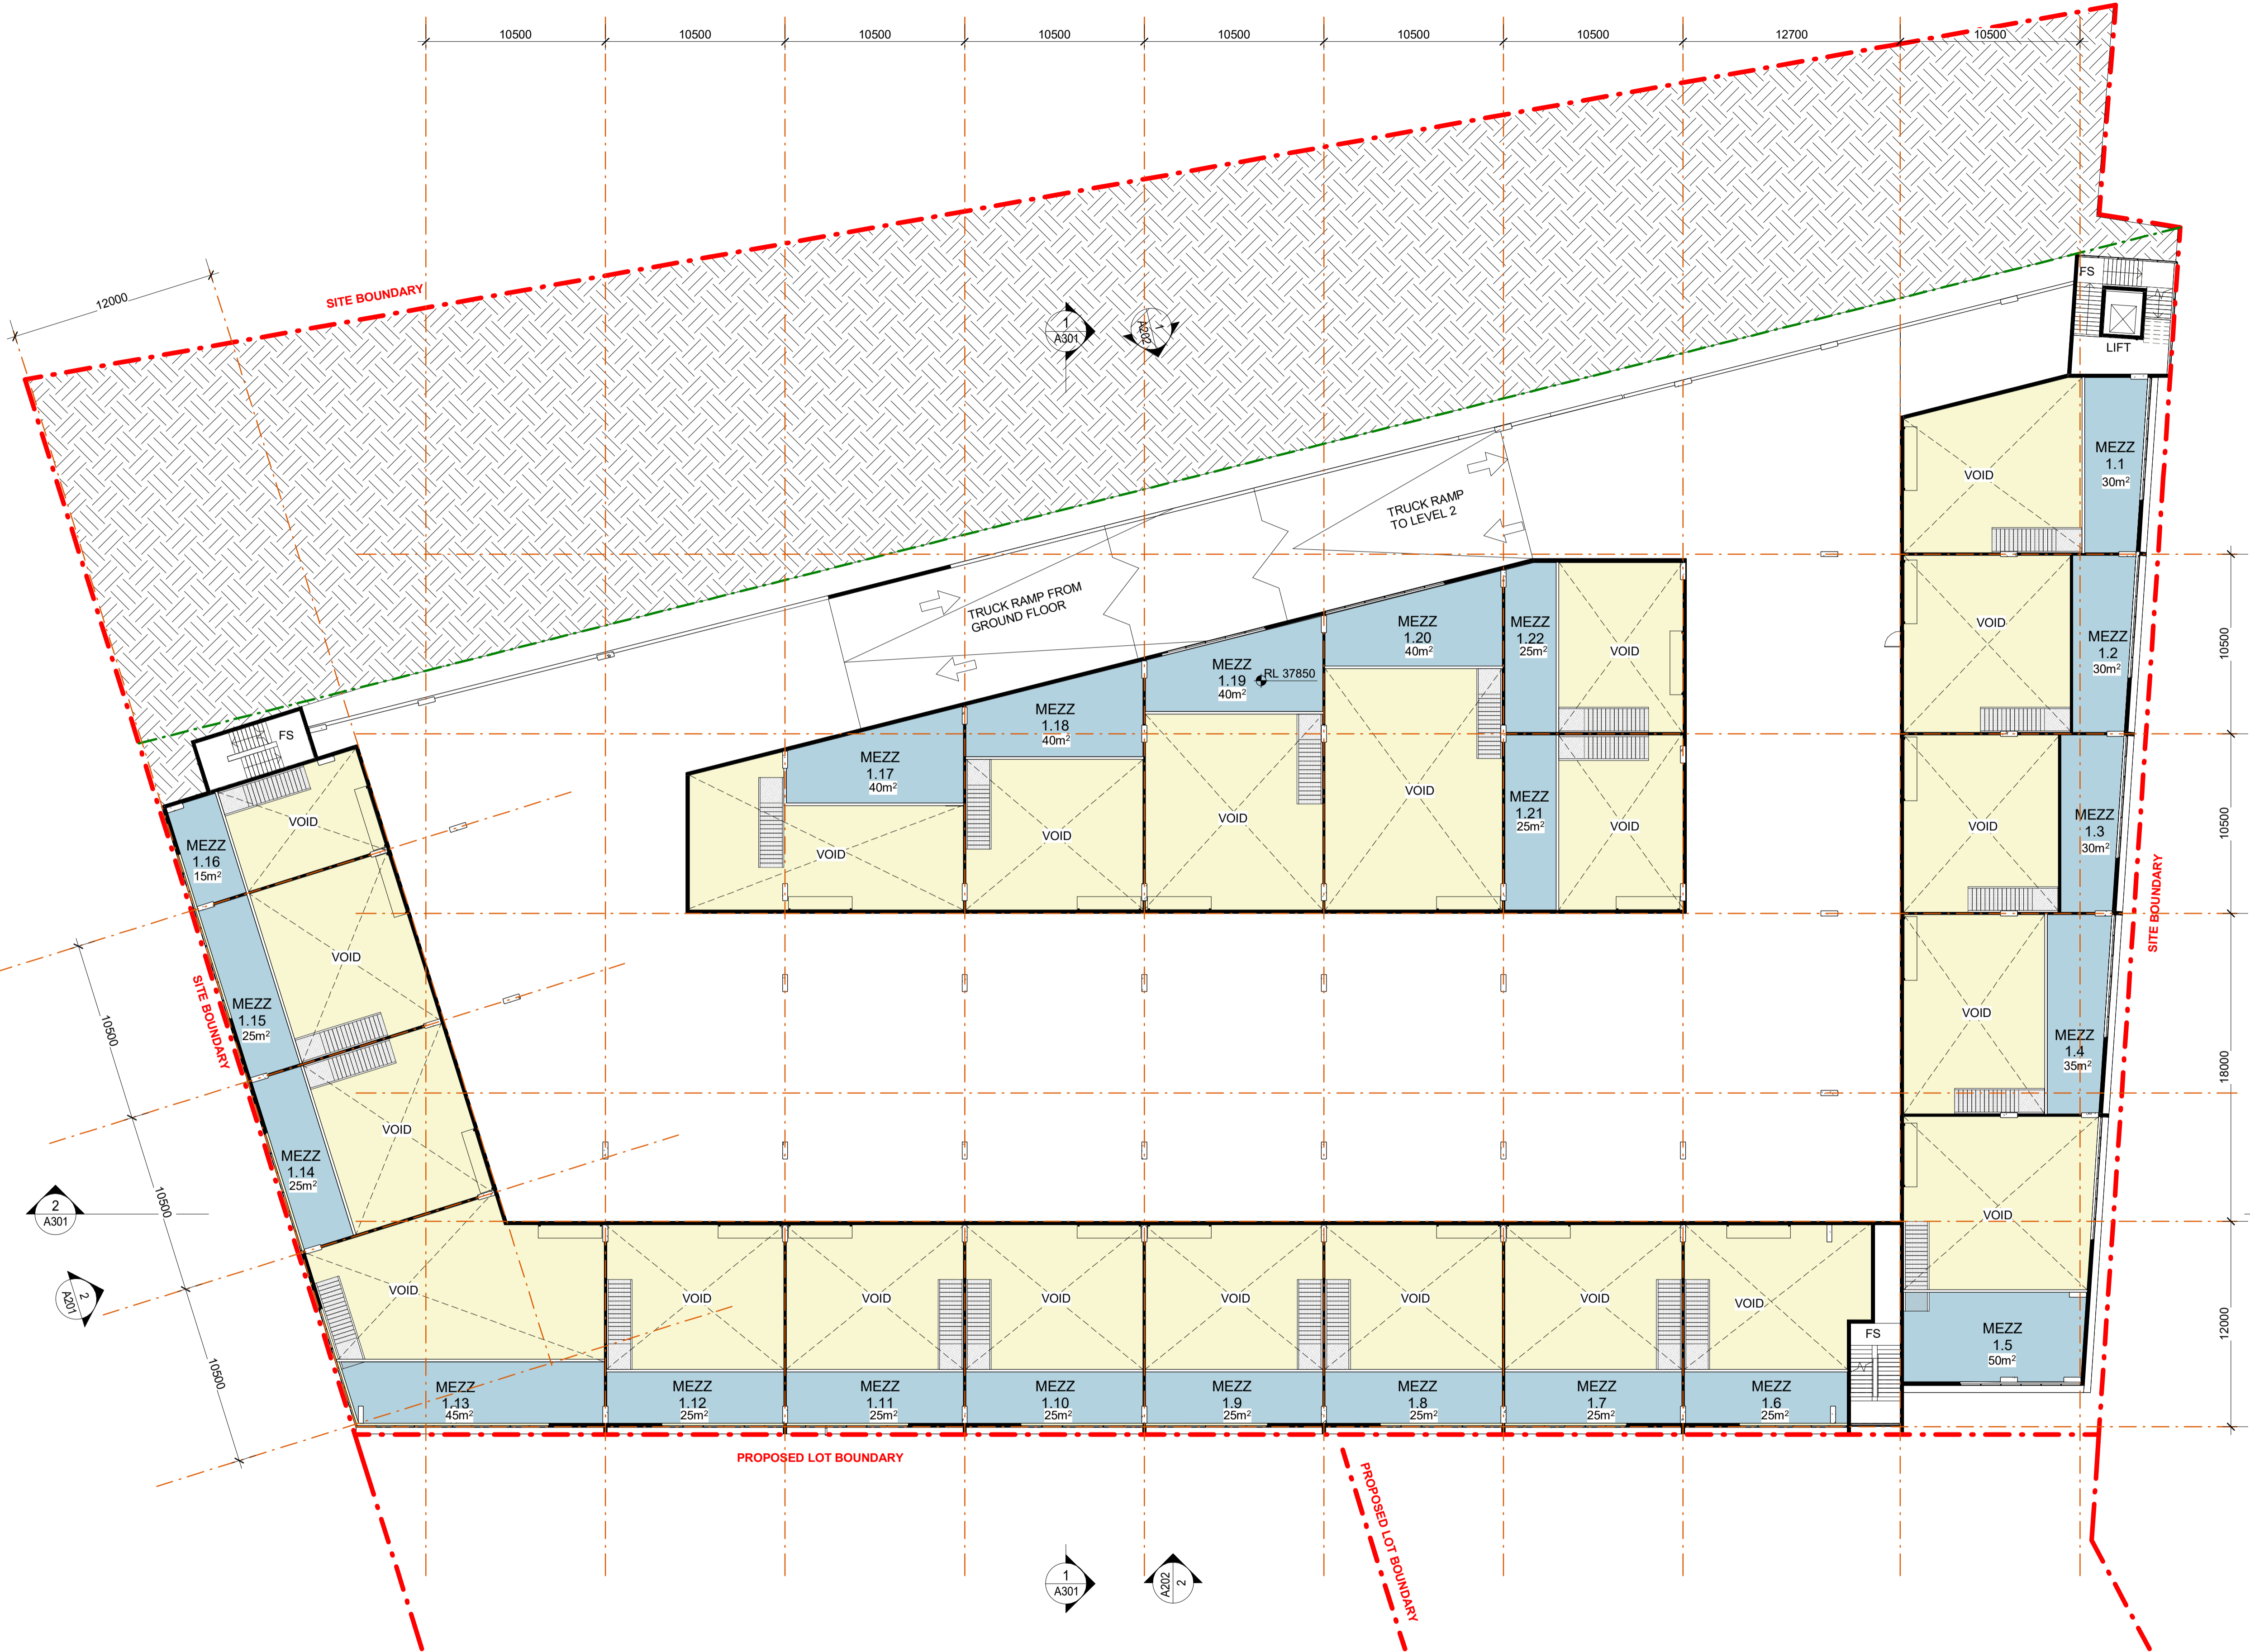 10500
10500
10500
10500
10500
10500
10500
12700
10500
12000
SITE BOUNDARY
1
A301
1
A202
FS
LIFT
MEZZ
1.1
30m²
VOID
TRUCK RAMP
TO LEVEL 2
TRUCK RAMP FROM
GROUND FLOOR
MEZZ
1.2
30m²
VOID
10500
MEZZ
1.3
30m²
VOID
10500
MEZZ
1.4
35m²
VOID
18000
SITE BOUNDARY
MEZZ
1.5
50m²
VOID
12000
MEZZ
1.17
40m²
VOID
MEZZ
1.18
40m²
VOID
MEZZ
1.19
40m²
RL 37850
VOID
MEZZ
1.20
40m²
VOID
MEZZ
1.22
25m²
VOID
MEZZ
1.21
25m²
VOID
FS
VOID
MEZZ
1.16
15m²
VOID
MEZZ
1.15
25m²
VOID
MEZZ
1.14
25m²
SITE BOUNDARY
10500
10500
10500
2
A301
2
A201
VOID
MEZZ
1.13
45m²
VOID
MEZZ
1.12
25m²
VOID
MEZZ
1.11
25m²
VOID
MEZZ
1.10
25m²
VOID
MEZZ
1.9
25m²
VOID
MEZZ
1.8
25m²
VOID
MEZZ
1.7
25m²
VOID
MEZZ
1.6
25m²
FS
PROPOSED LOT BOUNDARY
PROPOSED LOT BOUNDARY
1
A301
A202
2